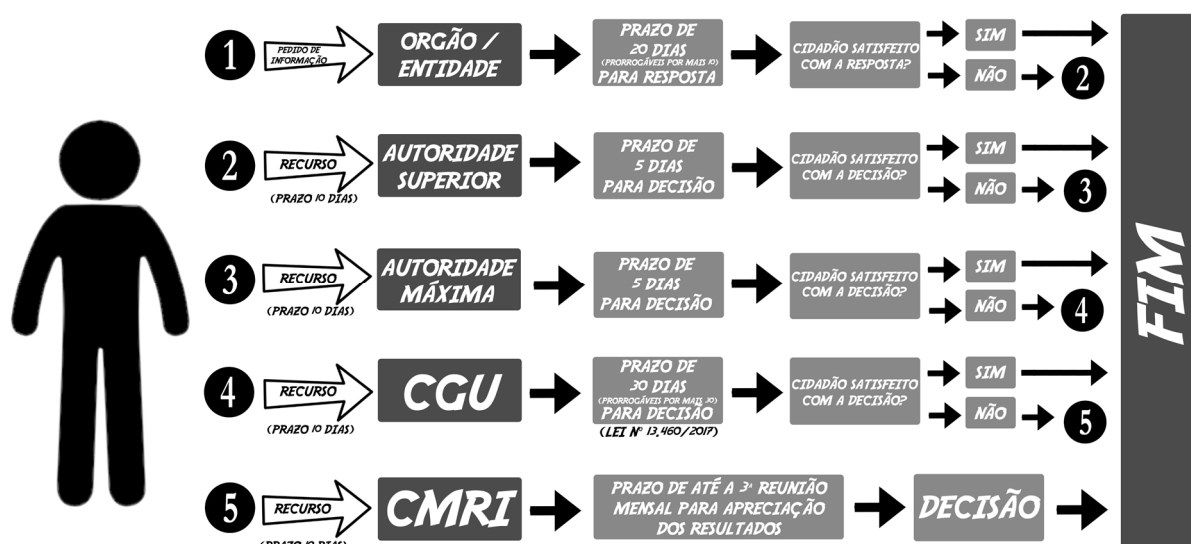 1
PEDIDO DE
INFORMAÇÃO
ORGÃO /
ENTIDADE
PRAZO DE
20 DIAS
(PRORROGÁVEIS POR MAIS 10)
PARA RESPOSTA
CIDADÃO SATISFEITO
COM A RESPOSTA?
SIM
NÃO
2
2
RECURSO
(PRAZO 10 DIAS)
AUTORIDADE
SUPERIOR
PRAZO DE
5 DIAS
PARA DECISÃO
CIDADÃO SATISFEITO
COM A DECISÃO?
SIM
NÃO
3
3
RECURSO
(PRAZO 10 DIAS)
AUTORIDADE
MÁXIMA
PRAZO DE
5 DIAS
PARA DECISÃO
CIDADÃO SATISFEITO
COM A DECISÃO?
SIM
NÃO
4
4
RECURSO
(PRAZO 10 DIAS)
CGU
PRAZO DE
30 DIAS
(PRORROGÁVEIS POR MAIS 30)
PARA DECISÃO
(LEI Nº 13.460/2017)
CIDADÃO SATISFEITO
COM A DECISÃO?
SIM
NÃO
5
5
RECURSO
(PRAZO 10 DIAS)
CMRI
PRAZO DE ATÉ A 3ª REUNIÃO
MENSAL PARA APRECIAÇÃO
DOS RESULTADOS
DECISÃO
FIM